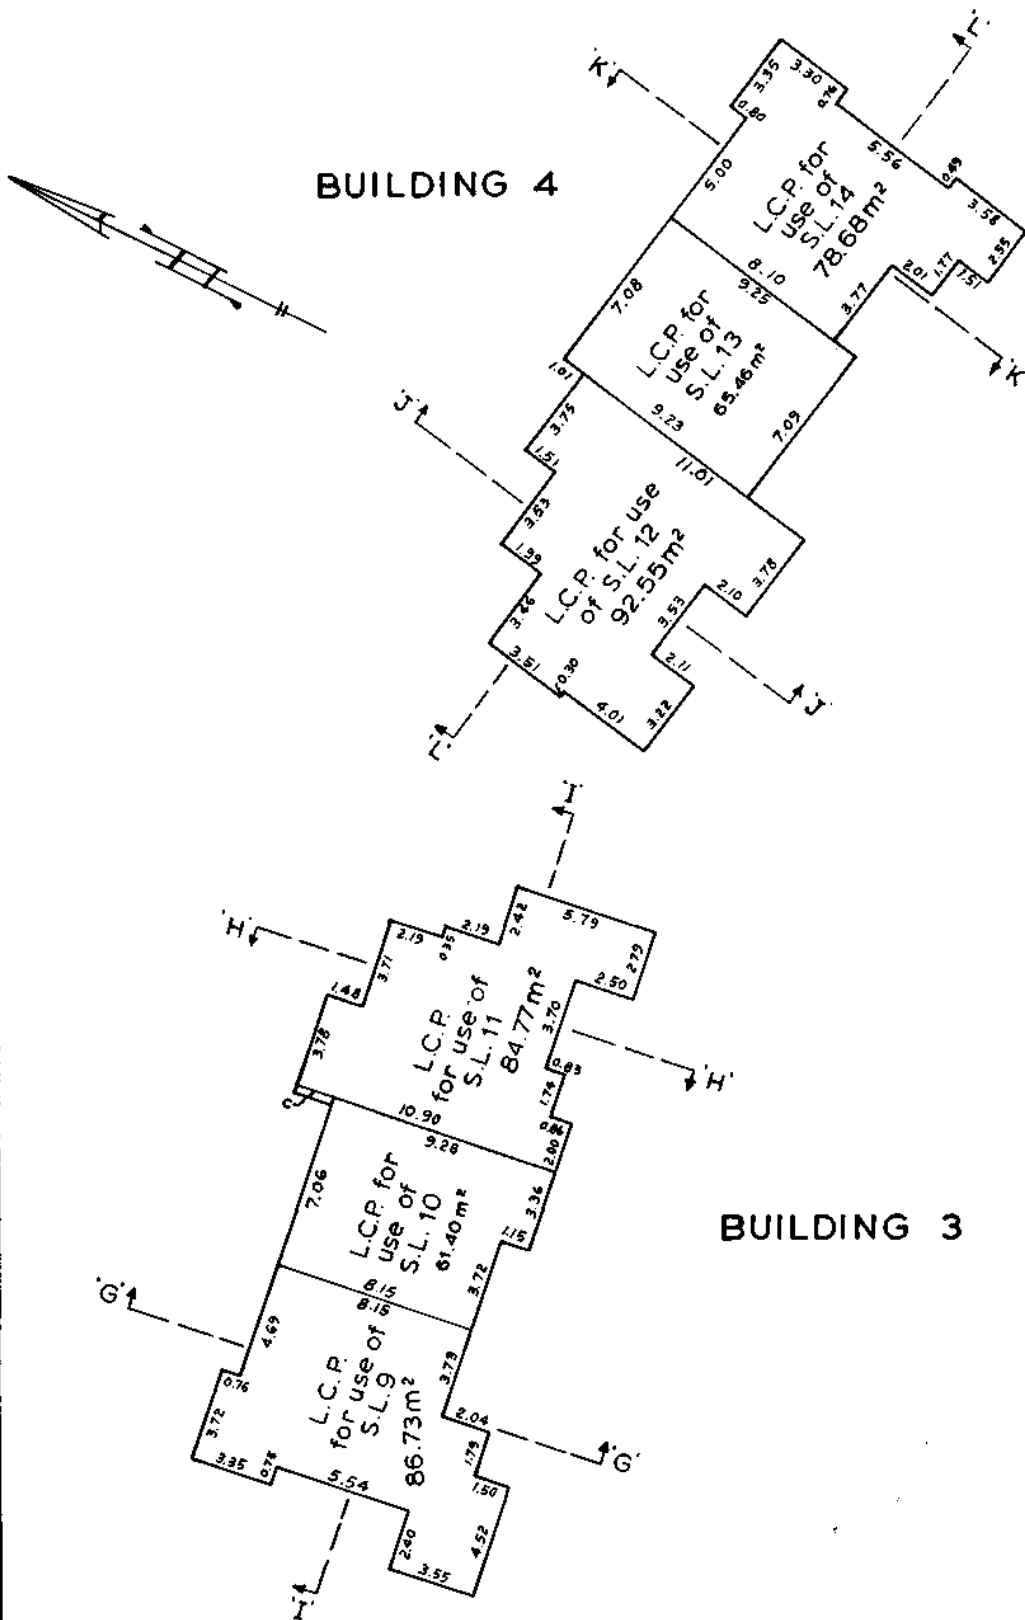 'L'
'K'
3.35
3.30
0.76
0.80
BUILDING 4
5.00
5.56
0.49
3.58
L.C.P. for
use of
S.L. 14
78.68m²
2.55
1.51
1.77
2.01
3.77
'K'
8.10
9.25
7.08
L.C.P. for
use of
S.L. 13
65.46m²
7.09
1.01
9.23
11.01
'J'
3.75
1.51
3.53
1.99
3.46
L.C.P. for use
of S.L. 12
92.55m²
3.78
2.10
3.53
2.11
3.22
4.01
0.30
3.51
'J'
'L'
'I'
'H'
2.19
0.35
2.19
2.42
5.79
2.79
2.50
3.71
1.48
3.78
L.C.P.
for use of
S.L. 11
84.77m²
3.70
0.83
1.74
0.86
2.00
'H'
C
10.90
9.28
7.06
L.C.P. for
use of
S.L. 10
61.40m²
3.36
1.15
3.72
BUILDING 3
'G'
8.15
8.15
4.69
0.76
3.72
3.35
0.78
5.54
L.C.P.
for use of
S.L. 9
86.73m²
3.73
2.04
1.79
1.50
4.52
2.40
3.55
'G'
'I'